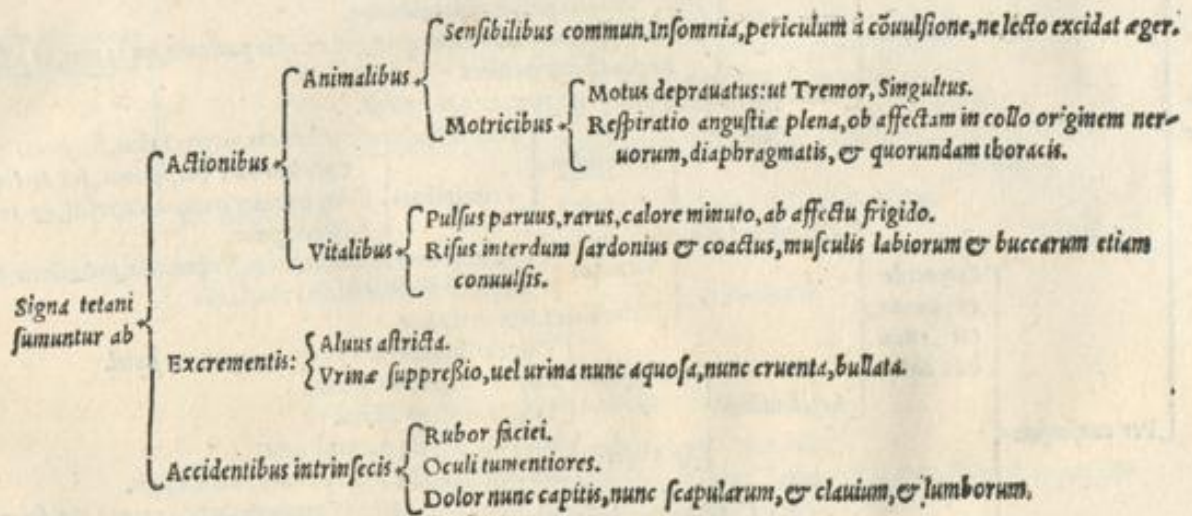 Senſibilibus commun. Inſomnia, periculum à cōuulſione, ne lecto excidat æger.
Animalibus
Motricibus
Motus deprauatus: ut Tremor, Singultus.
Reſpiratio anguſtiæ plena, ob affectam in collo originem ner-
uorum, diaphragmatis, & quorundam thoracis.
Actionibus
Vitalibus
Pulſus paruus, rarus, calore minuto, ab affectu frigido.
Riſus interdum ſardonius & coactus, muſculis labiorum & buccarum etiam
conuulſis.
Signa tetani
ſumuntur ab
Excrementis:
Aluus aſtricta.
Vrinæ ſuppreßio, uel urina nunc aquoſa, nunc cruenta, bullata.
Accidentibus intrinſecis
Rubor faciei.
Oculi tumentiores.
Dolor nunc capitis, nunc ſcapularum, & clauium, & lumborum.